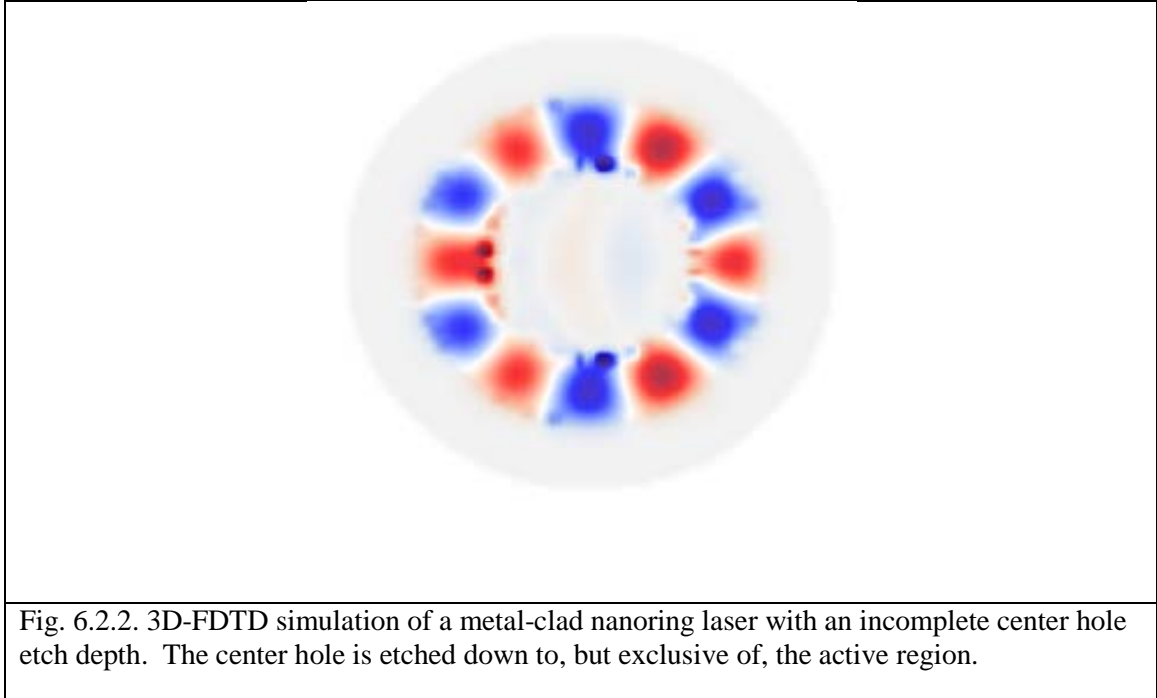 Fig. 6.2.2. 3D-FDTD simulation of a metal-clad nanoring laser with an incomplete center hole
etch depth.  The center hole is etched down to, but exclusive of, the active region.